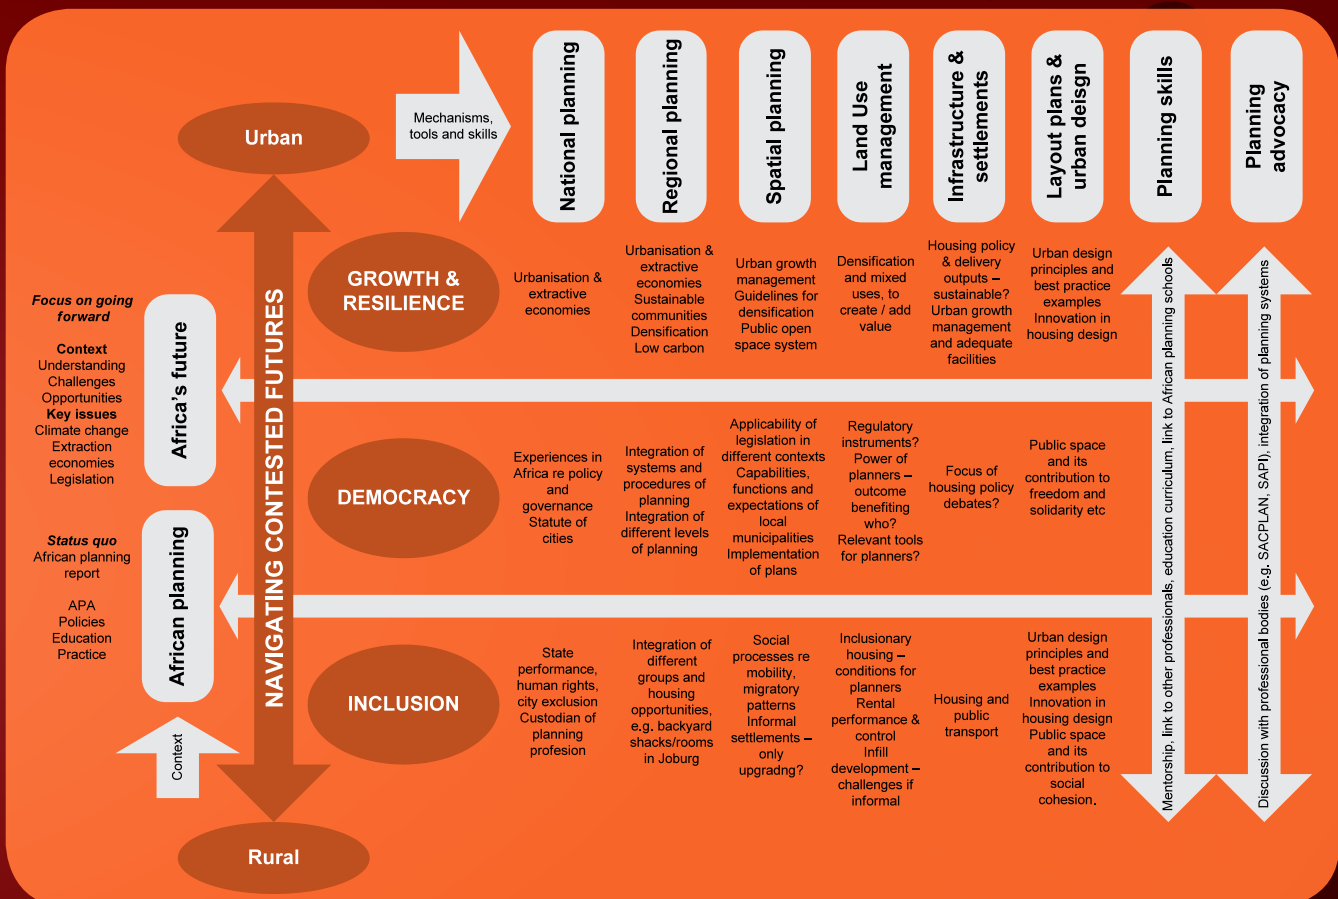 Urban
Mechanisms,
tools and skills
National planning
Regional planning
Spatial planning
Land Use
management
Infrastructure &
settlements
Layout plans &
urban deisgn
Planning skills
Planning
advocacy
Focus on going
forward
Context
Understanding
Challenges
Opportunities
Key issues
Climate change
Extraction
economies
Legislation
Africa's future
Status quo
African planning
report
APA
Policies
Education
Practice
African planning
Context
NAVIGATING CONTESTED FUTURES
GROWTH &
RESILIENCE
Urbanisation &
extractive
economies
Urbanisation &
extractive
economies
Sustainable
communities
Densification
Low carbon
Urban growth
management
Guidelines for
densification
Public open
space system
Densification
and mixed
uses, to
create / add
value
Housing policy
& delivery
outputs –
sustainable?
Urban growth
management
and adequate
facilities
Urban design
principles and
best practice
examples
Innovation in
housing design
DEMOCRACY
Experiences in
Africa re policy
and
governance
Statute of
cities
Integration of
systems and
procedures of
planning
Integration of
different levels
of planning
Applicability of
legislation in
different contexts
Capabilities,
functions and
expectations of
local
municipalities
Implementation
of plans
Regulatory
instruments?
Power of
planners –
outcome
benefiting
who?
Relevant tools
for planners?
Focus of
housing policy
debates?
Public space
and its
contribution to
freedom and
solidarity etc
INCLUSION
State
performance,
human rights,
city exclusion
Custodian of
planning
profesion
Integration of
different
groups and
housing
opportunities,
e.g. backyard
shacks/rooms
in Joburg
Social
processes re
mobility,
migratory
patterns
Informal
settlements –
only
upgradng?
Inclusionary
housing –
conditions for
planners
Rental
performance &
control
Infill
development –
challenges if
informal
Housing and
public
transport
Urban design
principles and
best practice
examples
Innovation in
housing design
Public space
and its
contribution to
social
cohesion.
Mentorship, link to other professionals, education curriculum, link to African planning schools
Discussion with professional bodies (e.g. SACPLAN, SAPI), integration of planning systems
Rural